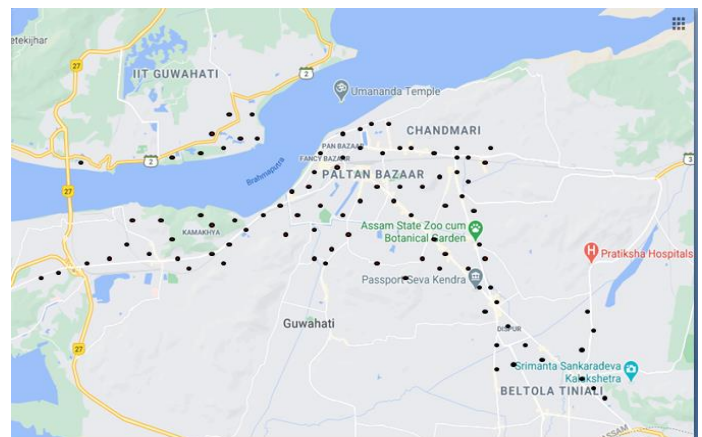 etekijhar
27
IIT GUWAHATI
2
Umananda Temple
CHANDMARI
PAN BAZAAR
FANCY BAZAAR
2
3
Brahmaputra
PALTAN BAZAAR
27
KAMAKHYA
Assam State Zoo cum
Botanical Garden
Pratiksha Hospitals
Passport Seva Kendra
Guwahati
DISPUR
27
Srimanta Sankaradeva
Kalakshetra
BELTOLA TINIALI
ASSAM